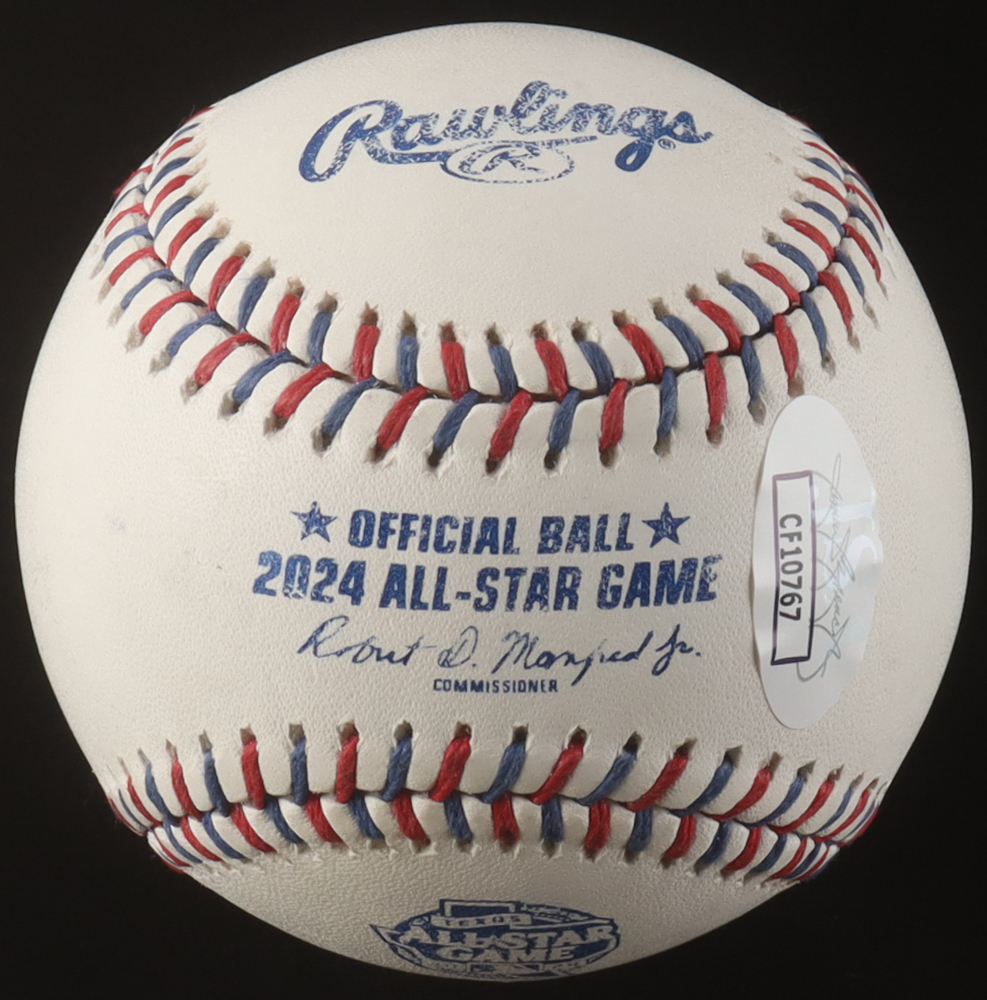 Rawlings®
R
★ OFFICIAL BALL ★
2024 ALL-STAR GAME
Robert D. Manfred Jr.
COMMISSIONER
CF10767
TEXAS
ALL-STAR
GAME